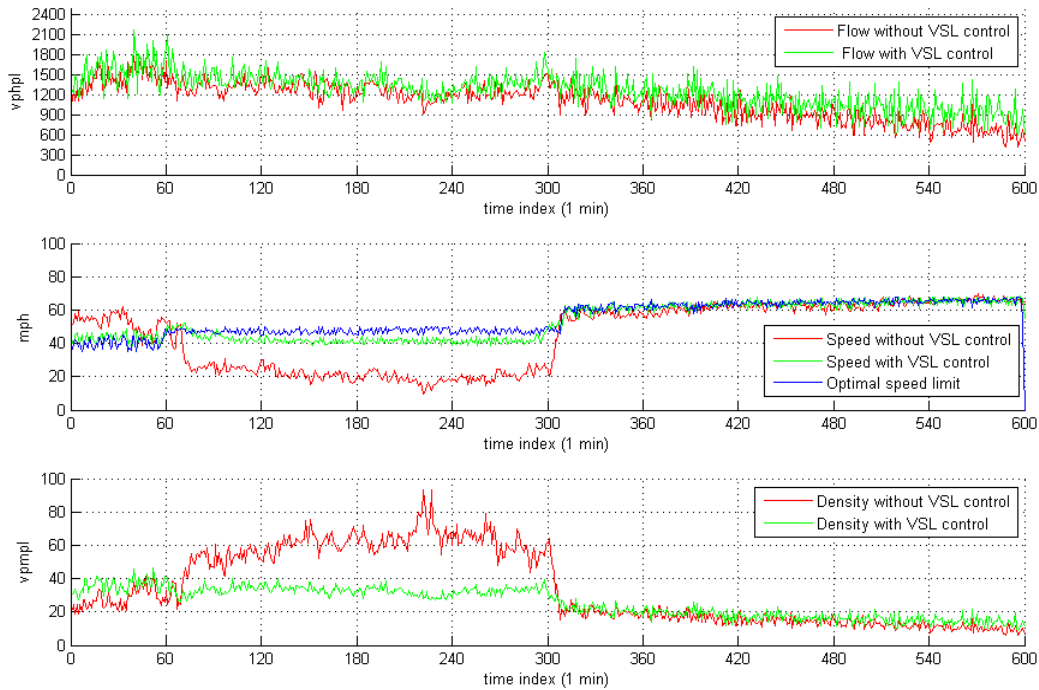 2400
2100
1800
1500
1200
900
600
300
0
vphpl
Flow without VSL control
Flow with VSL control
0 60 120 180 240 300 360 420 480 540 600
time index (1 min)
100
80
60
40
20
0
mph
Speed without VSL control
Speed with VSL control
Optimal speed limit
0 60 120 180 240 300 360 420 480 540 600
time index (1 min)
100
80
60
40
20
0
vpmpl
Density without VSL control
Density with VSL control
0 60 120 180 240 300 360 420 480 540 600
time index (1 min)